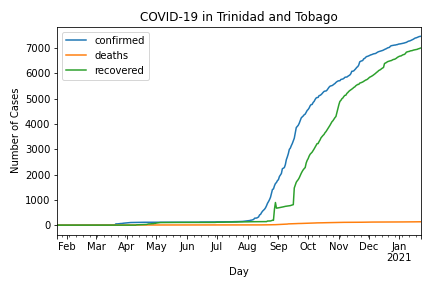 COVID-19 in Trinidad and Tobago
confirmed
deaths
recovered
Number of Cases
7000
6000
5000
4000
3000
2000
1000
0
Feb Mar Apr May Jun Jul Aug Sep Oct Nov Dec Jan
2021
Day